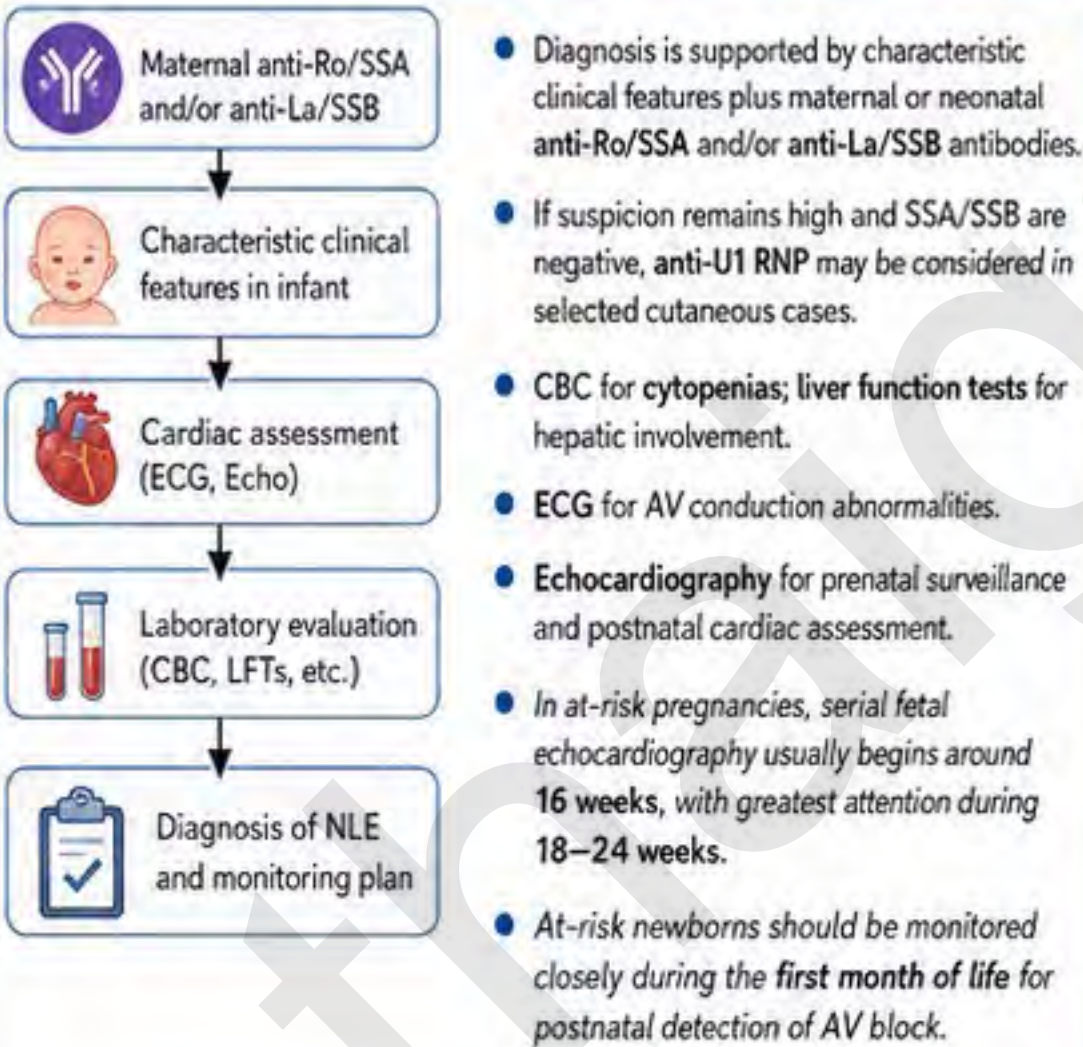 Maternal anti-Ro/SSA
and/or anti-La/SSB
Characteristic clinical
features in infant
Cardiac assessment
(ECG, Echo)
Laboratory evaluation
(CBC, LFTs, etc.)
Diagnosis of NLE
and monitoring plan
Diagnosis is supported by characteristic
clinical features plus maternal or neonatal
anti-Ro/SSA and/or anti-La/SSB antibodies.
If suspicion remains high and SSA/SSB are
negative, anti-U1 RNP may be considered in
selected cutaneous cases.
CBC for cytopenias; liver function tests for
hepatic involvement.
ECG for AV conduction abnormalities.
Echocardiography for prenatal surveillance
and postnatal cardiac assessment.
In at-risk pregnancies, serial fetal
echocardiography usually begins around
16 weeks, with greatest attention during
18–24 weeks.
At-risk newborns should be monitored
closely during the first month of life for
postnatal detection of AV block.